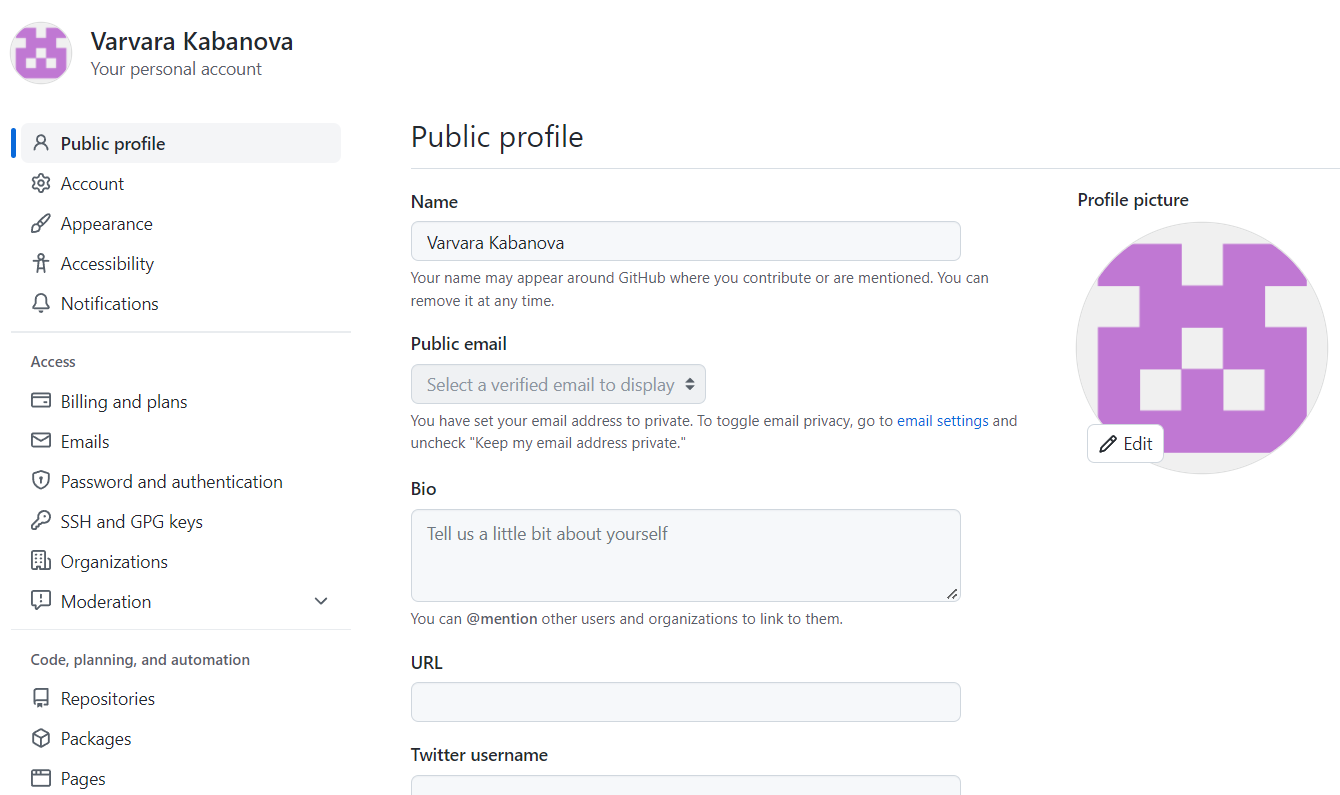 Varvara Kabanova
Your personal account
Public profile
Account
Appearance
Accessibility
Notifications
Access
Billing and plans
Emails
Password and authentication
SSH and GPG keys
Organizations
Moderation
Code, planning, and automation
Repositories
Packages
Pages
Public profile
Name
Varvara Kabanova
Your name may appear around GitHub where you contribute or are mentioned. You can
remove it at any time.
Public email
Select a verified email to display
You have set your email address to private. To toggle email privacy, go to email settings and
uncheck "Keep my email address private."
Bio
Tell us a little bit about yourself
You can @mention other users and organizations to link to them.
URL
Twitter username
Profile picture
Edit